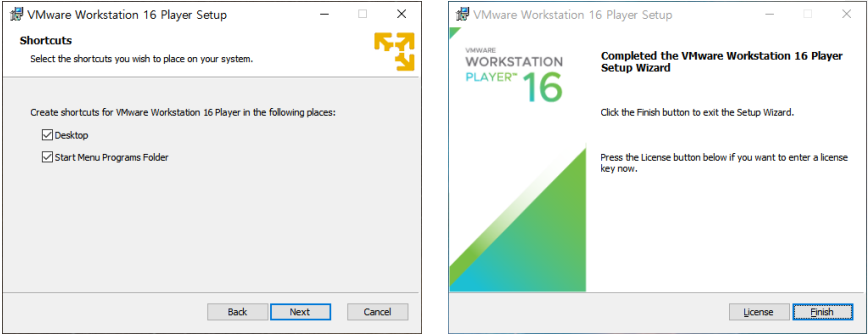 VMware Workstation 16 Player Setup
Shortcuts
Select the shortcuts you wish to place on your system.
Create shortcuts for VMware Workstation 16 Player in the following places:
Desktop
Start Menu Programs Folder
Back
Next
Cancel
VMware Workstation 16 Player Setup
VMWARE
WORKSTATION
PLAYER™ 16
Completed the VMware Workstation 16 Player
Setup Wizard
Click the Finish button to exit the Setup Wizard.
Press the License button below if you want to enter a license
key now.
License
Finish